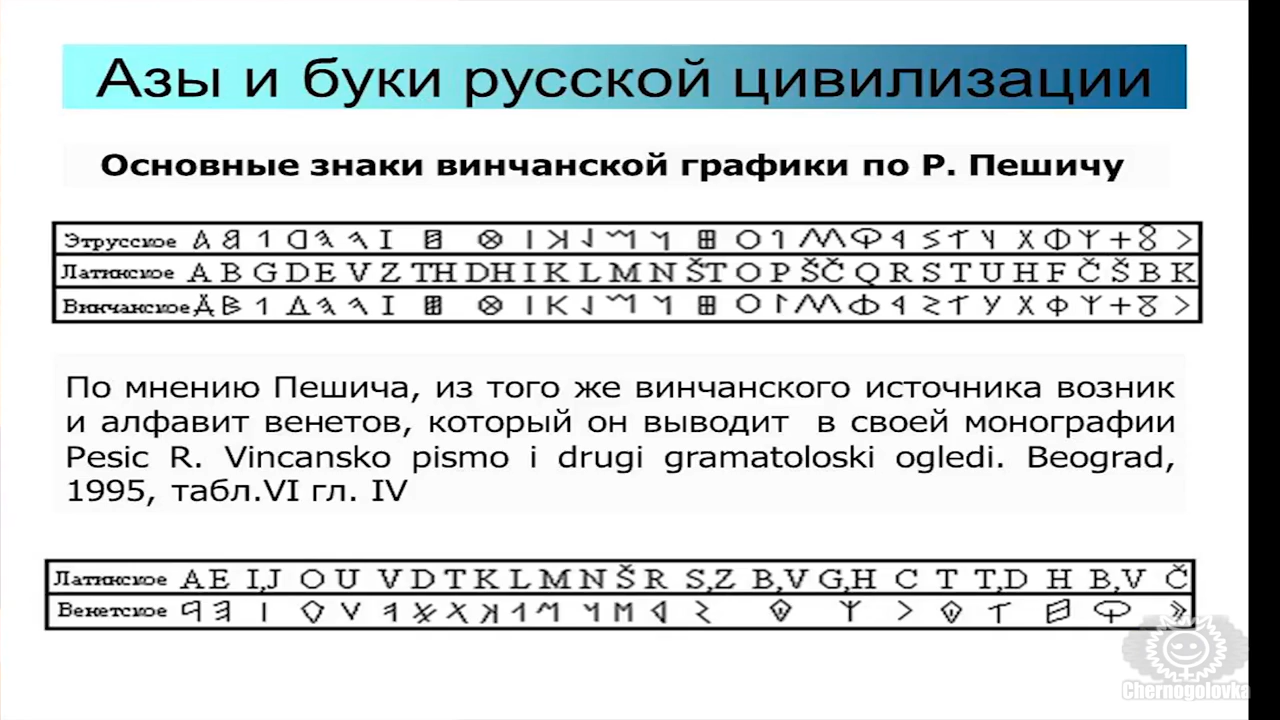 Азы и буки русской цивилизации
Основные знаки винчанской графики по Р. Пешичу
Этрусское
Латинское A B G D E V Z TH DH I K L M N ŠT O P ŠČ Q R S T U H F Č Š B K
Винчанское
По мнению Пешича, из того же винчанского источника возник
и алфавит венетов, который он выводит в своей монографии
Pesic R. Vincansko pismo i drugi gramatoloski ogledi. Beograd,
1995, табл.VI гл. IV
Латинское A E I,J O U V D T K L M N Š R S,Z B,V G,H C T T,D H B,V Č
Венетское
Chernogolovka